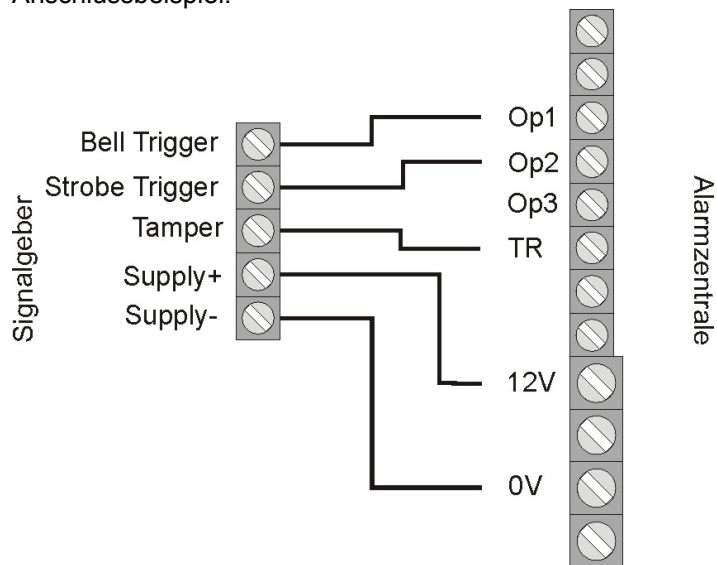 Anschlussbeispiel:
Signalgeber
Bell Trigger
Strobe Trigger
Tamper
Supply+
Supply-
Op1
Op2
Op3
TR
12V
0V
Alarmzentrale